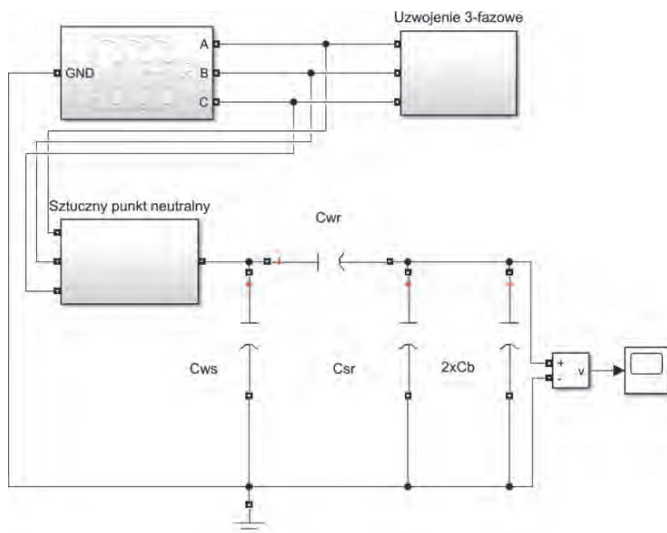 Uzwojenie 3-fazowe
A
GND
B
C
Sztuczny punkt neutralny
Cwr
Cws
Csr
2xCb
+
-
v